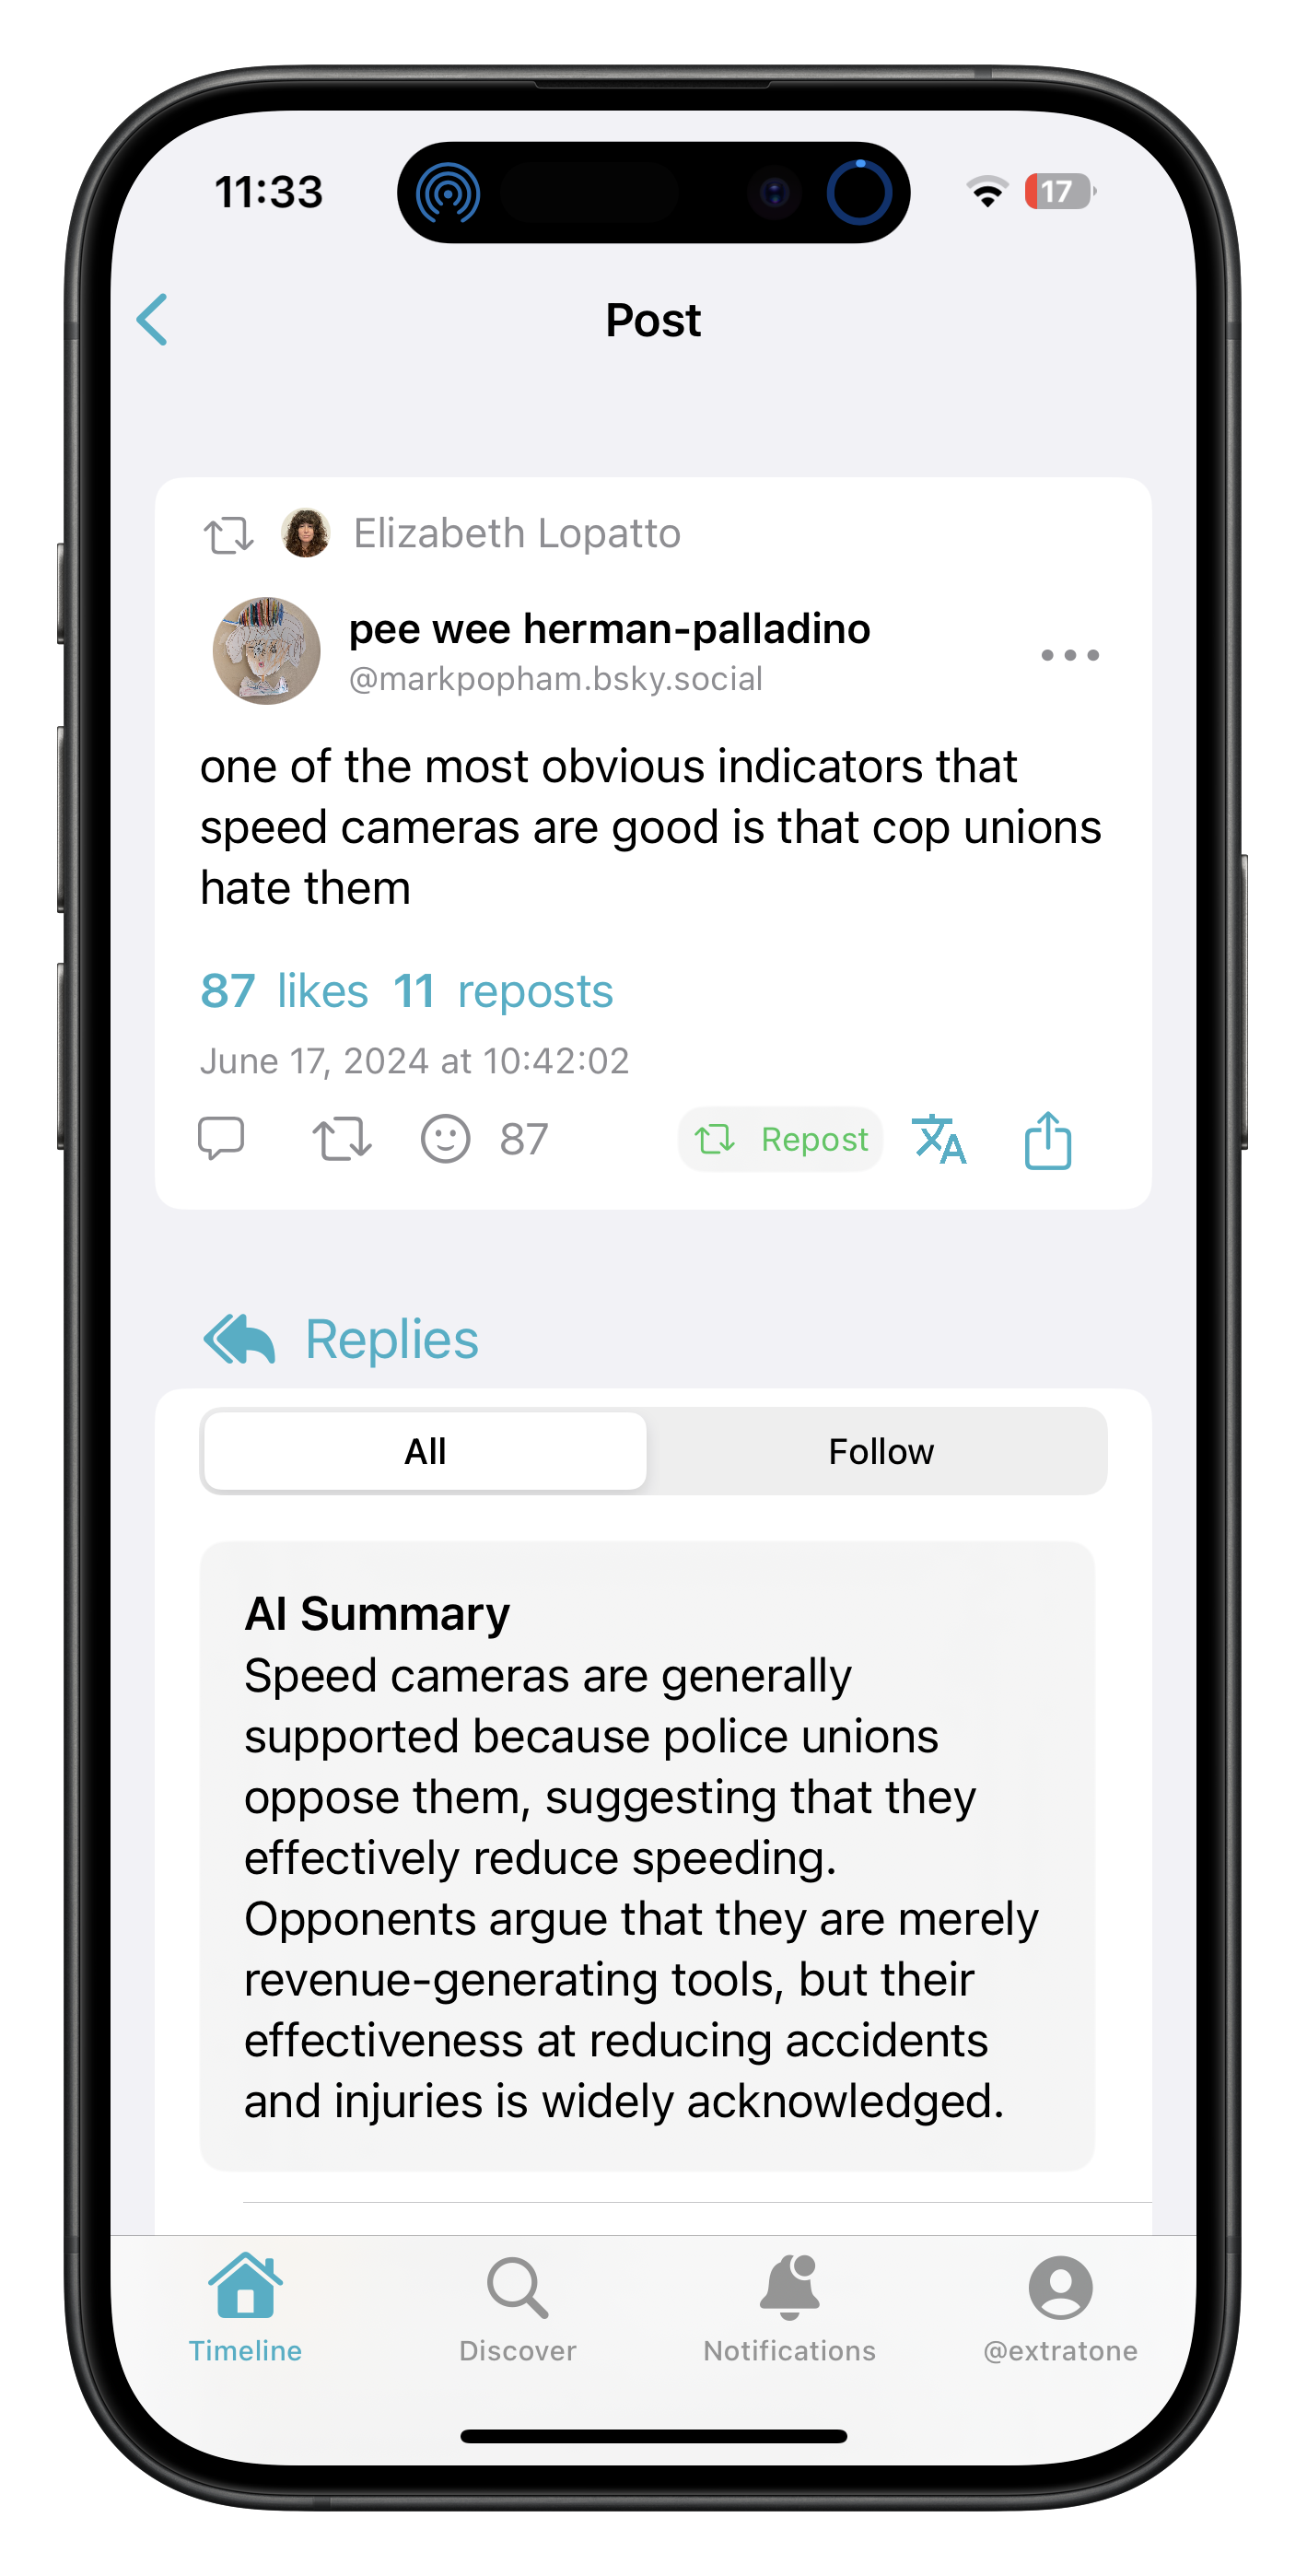 11:33
17
Post
Elizabeth Lopatto
pee wee herman-palladino
@markpopham.bsky.social
one of the most obvious indicators that
speed cameras are good is that cop unions
hate them
87 likes 11 reposts
June 17, 2024 at 10:42:02
87 Repost
Replies
All Follow
AI Summary
Speed cameras are generally
supported because police unions
oppose them, suggesting that they
effectively reduce speeding.
Opponents argue that they are merely
revenue-generating tools, but their
effectiveness at reducing accidents
and injuries is widely acknowledged.
Timeline Discover Notifications @extratone